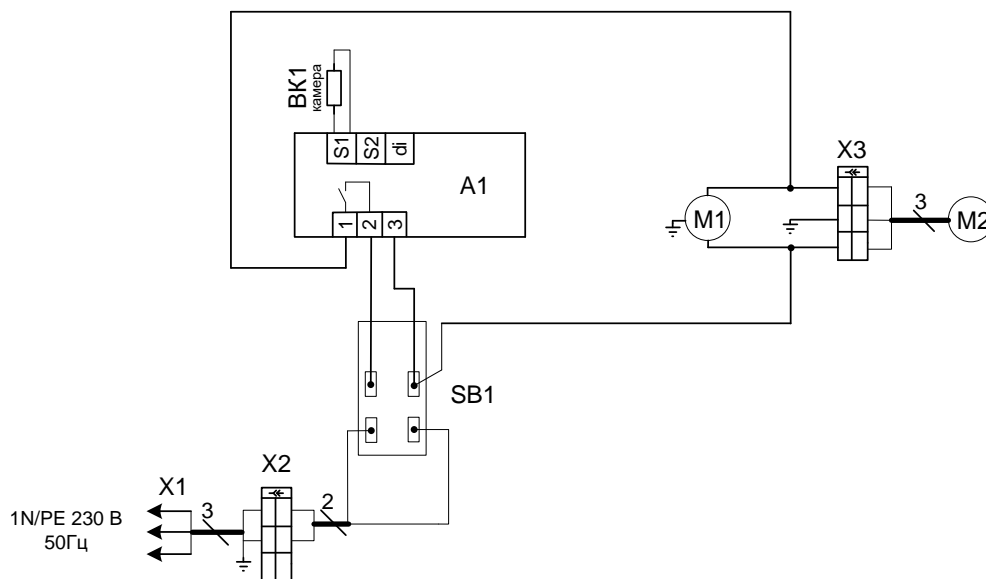 ВК1
камера
S1 S2 di
A1
1 2 3
X3
M1
3
M2
SB1
X2
X1
3
2
1N/PE 230 В
50Гц